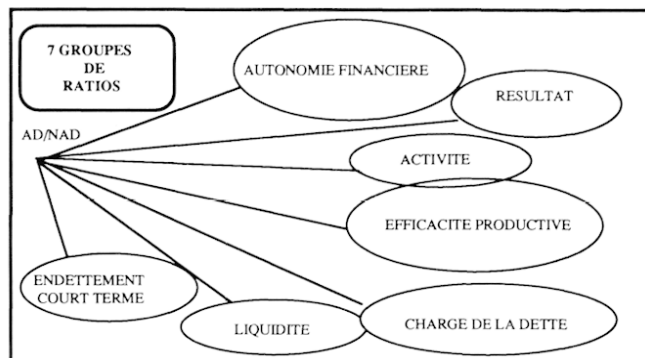 7 GROUPES
DE
RATIOS
AUTONOMIE FINANCIERE
RESULTAT
AD/NAD
ACTIVITE
EFFICACITE PRODUCTIVE
ENDETTEMENT
COURT TERME
LIQUIDITE
CHARGE DE LA DETTE